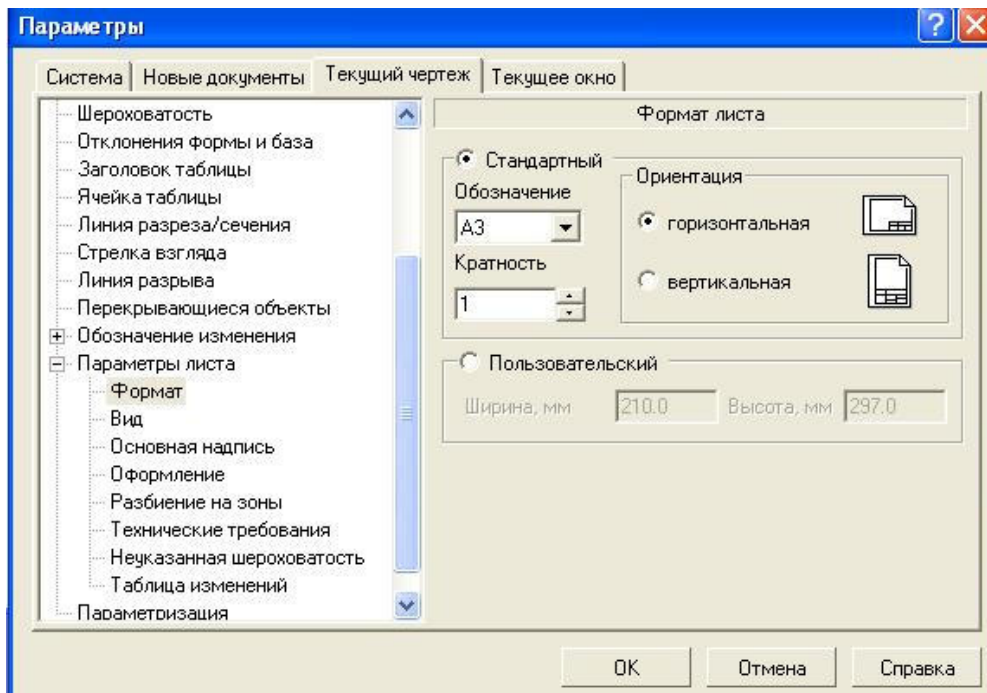 Параметры
Система Новые документы Текущий чертеж Текущее окно
Шероховатость
Отклонения формы и база
Заголовок таблицы
Ячейка таблицы
Линия разреза/сечения
Стрелка взгляда
Линия разрыва
Перекрывающиеся объекты
Обозначение изменения
Параметры листа
Формат
Вид
Основная надпись
Оформление
Разбиение на зоны
Технические требования
Неуказанная шероховатость
Таблица изменений
Параметризация
Формат листа
Стандартный
Обозначение
А3
Кратность
1
Ориентация
горизонтальная
вертикальная
Пользовательский
Ширина, мм 210.0 Высота, мм 297.0
OK Отмена Справка